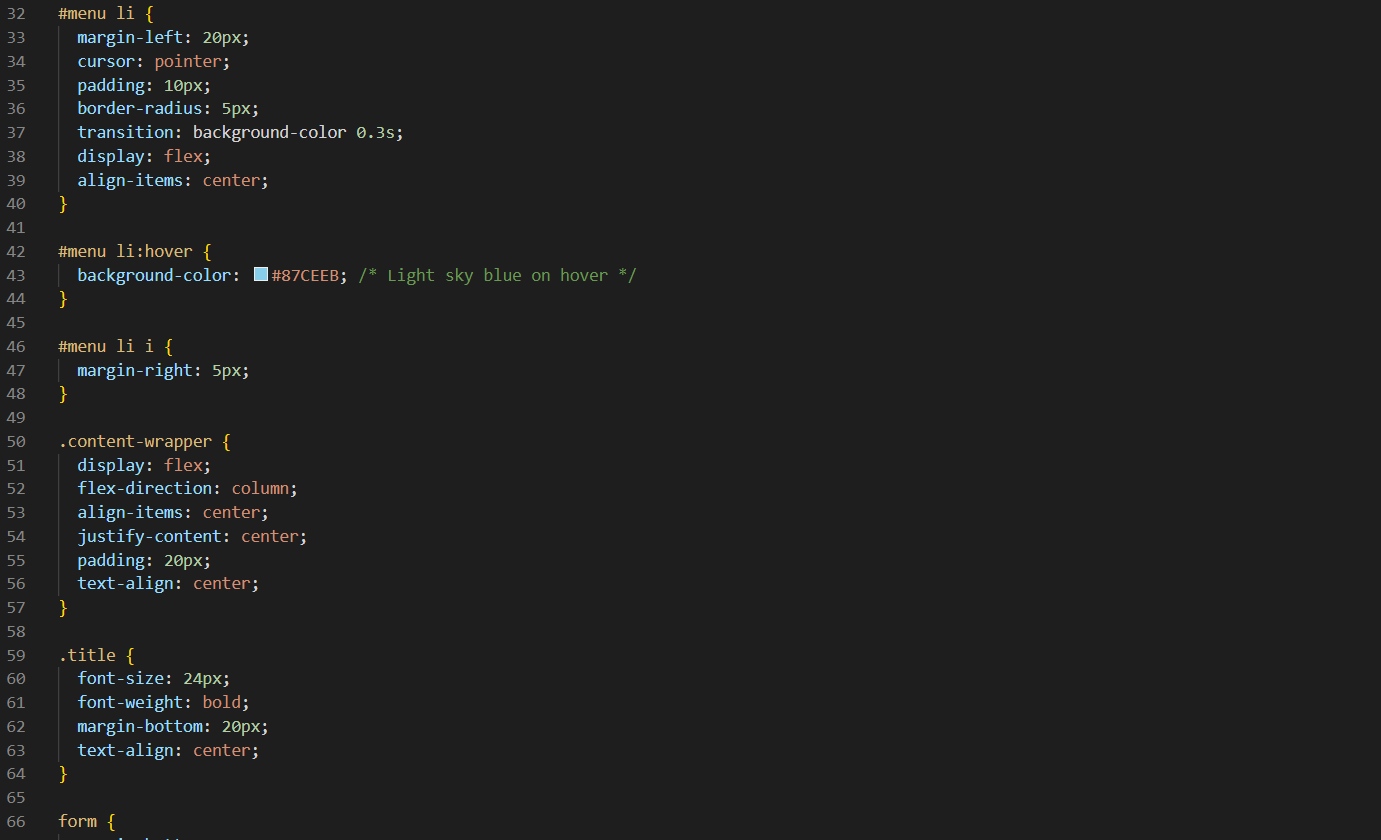 32 #menu li {
33 margin-left: 20px;
34 cursor: pointer;
35 padding: 10px;
36 border-radius: 5px;
37 transition: background-color 0.3s;
38 display: flex;
39 align-items: center;
40 }
41
42 #menu li:hover {
43 background-color: #87CEEB; /* Light sky blue on hover */
44 }
45
46 #menu li i {
47 margin-right: 5px;
48 }
49
50 .content-wrapper {
51 display: flex;
52 flex-direction: column;
53 align-items: center;
54 justify-content: center;
55 padding: 20px;
56 text-align: center;
57 }
58
59 .title {
60 font-size: 24px;
61 font-weight: bold;
62 margin-bottom: 20px;
63 text-align: center;
64 }
65
66 form {